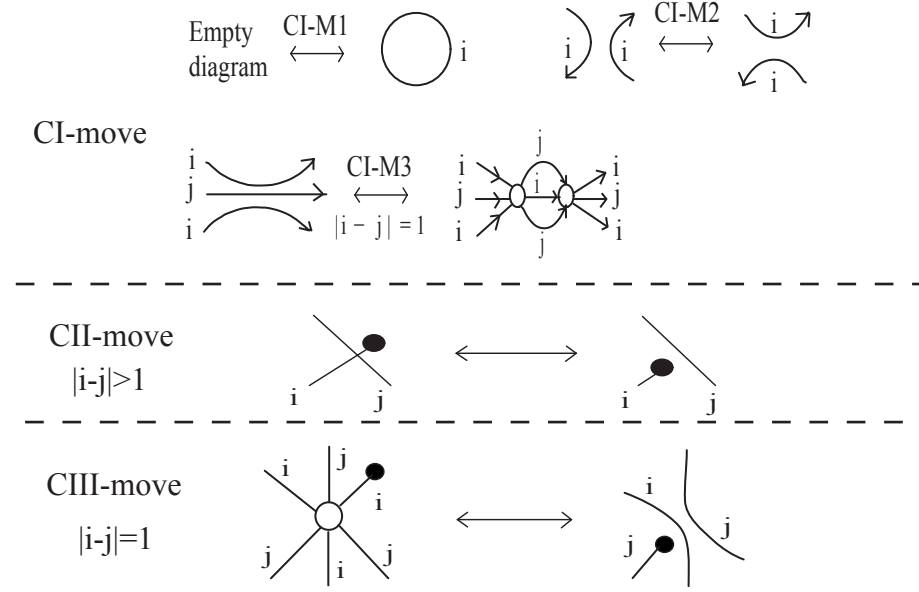 Empty
diagram
CI-M1
i
i
i
CI-M2
i
i
CI-move
i
j
i
CI-M3
|i − j| = 1
i
j
i
j
i
j
i
j
i
CII-move
|i-j|>1
i
j
i
j
CIII-move
|i-j|=1
i
j
i
j
i
j
i
j
j